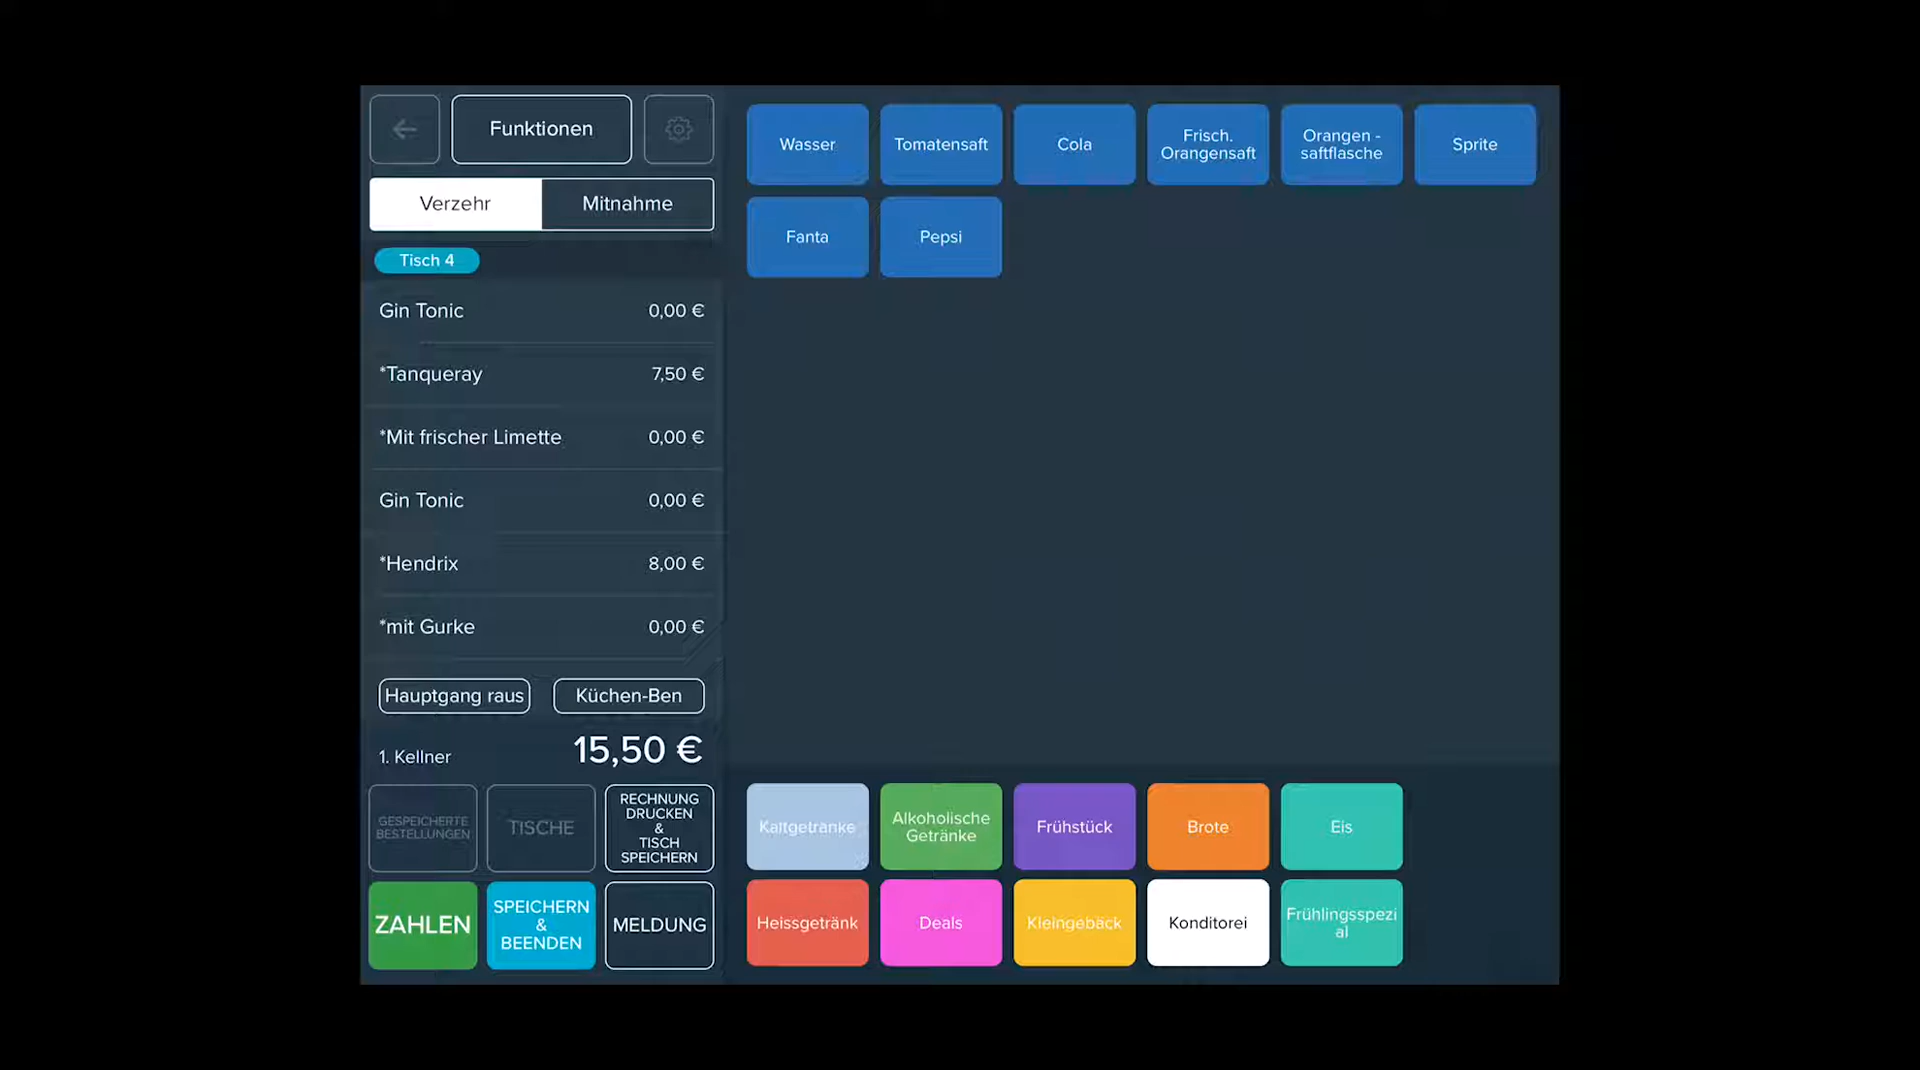 Funktionen
Verzehr
Mitnahme
Tisch 4
Gin Tonic 0,00 €
*Tanqueray 7,50 €
*Mit frischer Limette 0,00 €
Gin Tonic 0,00 €
*Hendrix 8,00 €
*mit Gurke 0,00 €
Hauptgang raus
Küchen-Ben
1. Kellner 15,50 €
GESPEICHERTE
BESTELLUNGEN
TISCHE
RECHNUNG
DRUCKEN
&
TISCH
SPEICHERN
ZAHLEN
SPEICHERN
&
BEENDEN
MELDUNG
Wasser
Tomatensaft
Cola
Frisch.
Orangensaft
Orangen -
saftflasche
Sprite
Fanta
Pepsi
Kaltgetränke
Alkoholische
Getränke
Frühstück
Brote
Eis
Heissgetränk
Deals
Kleingebäck
Konditorei
Frühlingsspezi
al